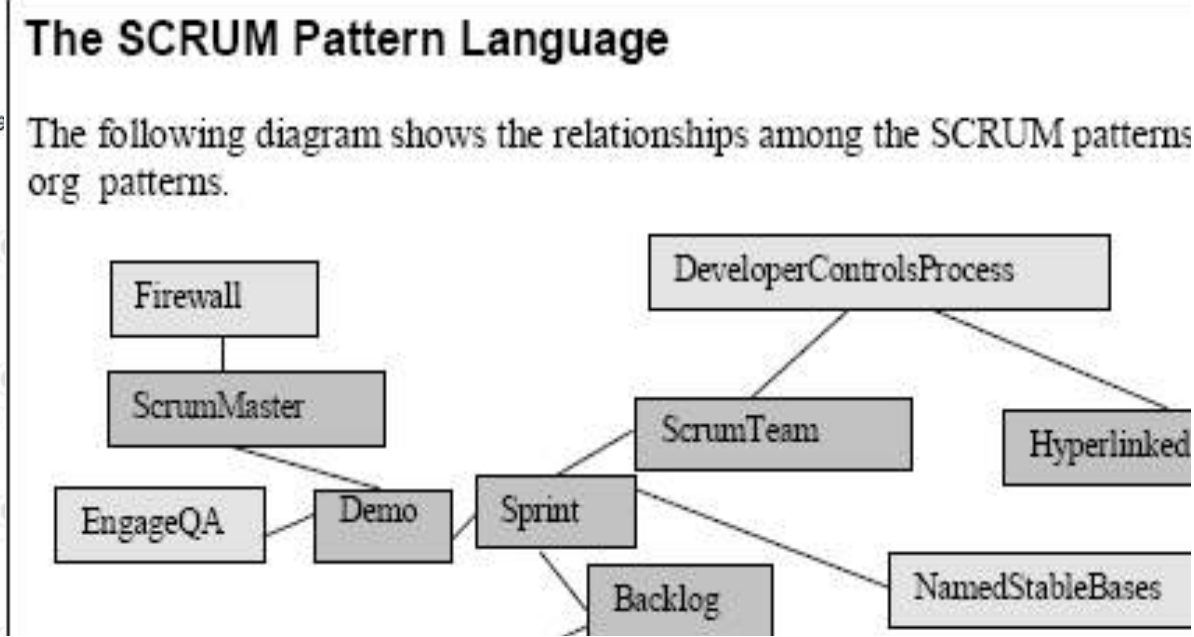 The SCRUM Pattern Language
The following diagram shows the relationships among the SCRUM patterns
org patterns.
DeveloperControlsProcess
Firewall
ScrumMaster
ScrumTeam
Hyperlinked
EngageQA
Demo
Sprint
Backlog
NamedStableBases